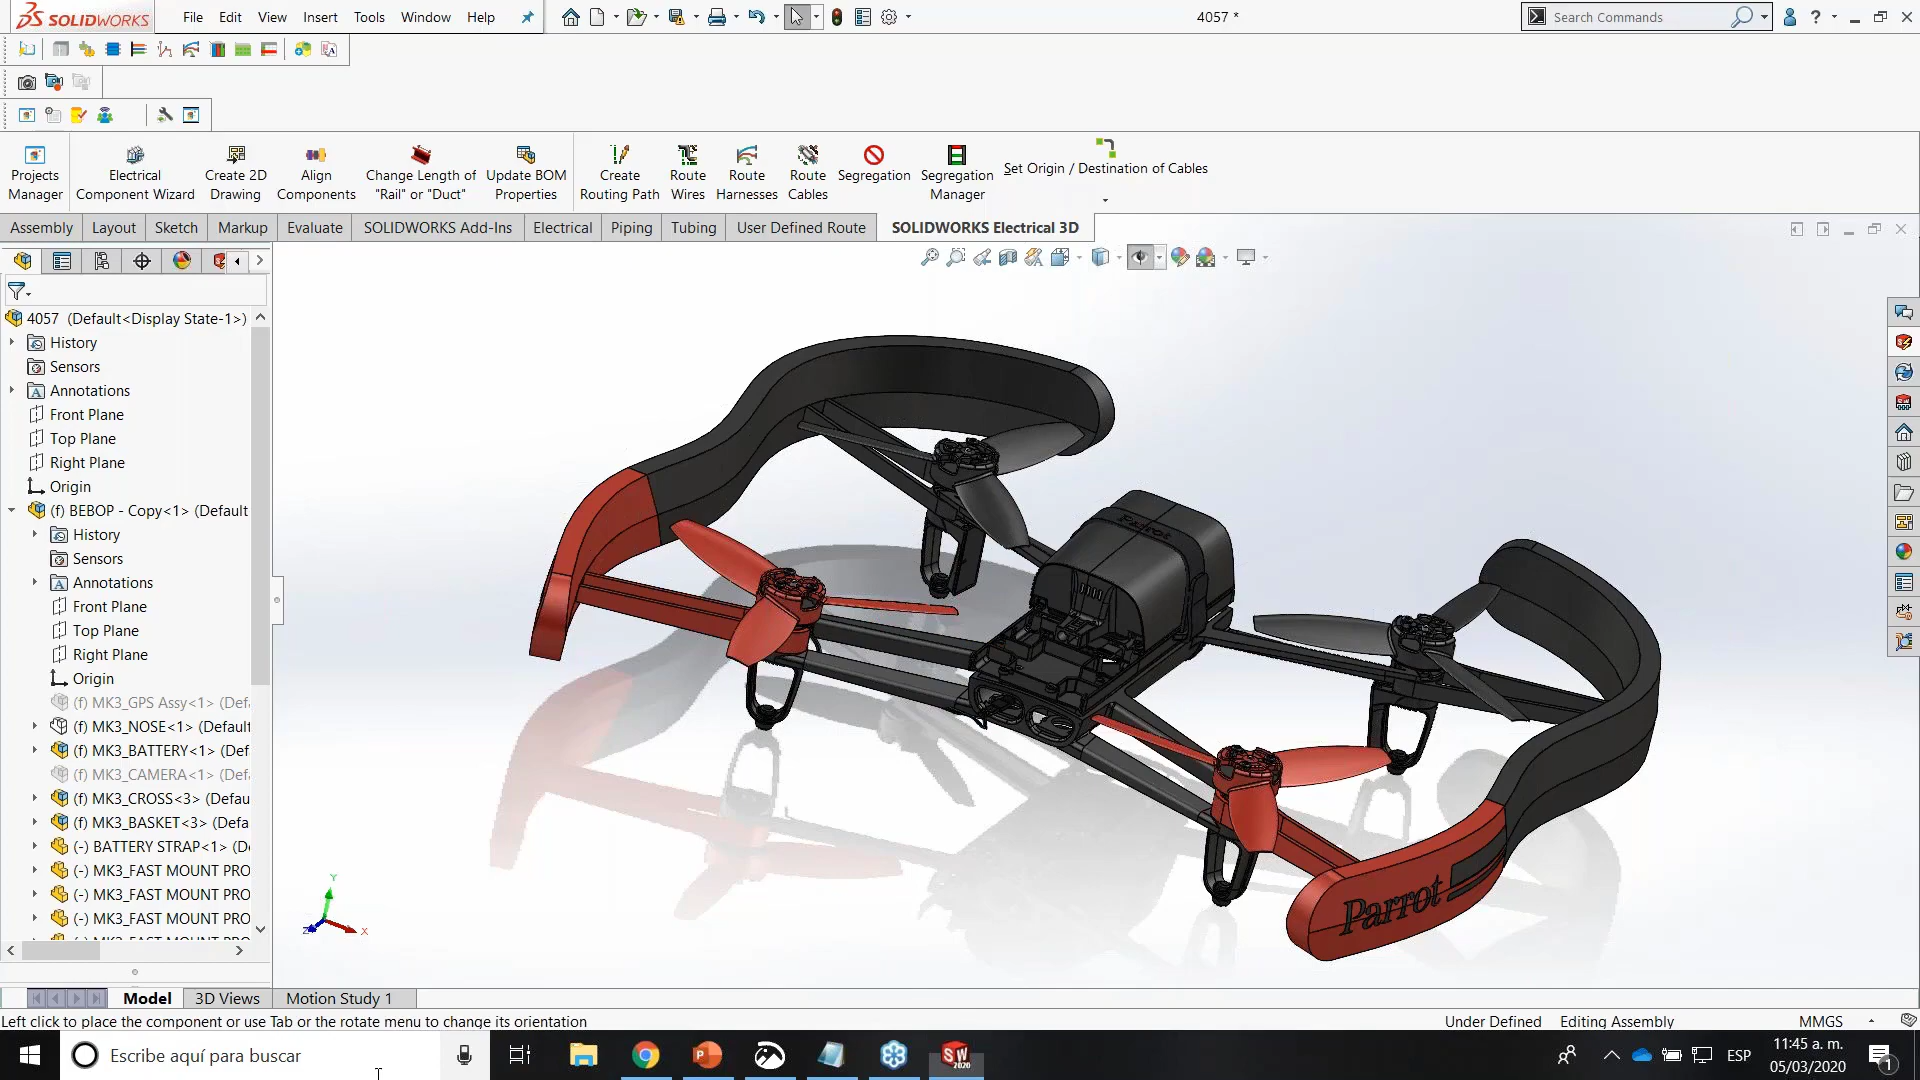 SOLIDWORKS File Edit View Insert Tools Window Help 4057 * Search Commands
Projects Manager
Electrical Component Wizard
Create 2D Drawing
Align Components
Change Length of "Rail" or "Duct"
Update BOM Properties
Create Routing Path
Route Wires
Route Harnesses
Route Cables
Segregation
Segregation Manager
Set Origin / Destination of Cables
Assembly Layout Sketch Markup Evaluate SOLIDWORKS Add-Ins Electrical Piping Tubing User Defined Route SOLIDWORKS Electrical 3D
4057 (Default<Display State-1>)
History
Sensors
Annotations
Front Plane
Top Plane
Right Plane
Origin
(f) BEBOP - Copy<1> (Default
History
Sensors
Annotations
Front Plane
Top Plane
Right Plane
Origin
(f) MK3_GPS Assy<1> (Def
(f) MK3_NOSE<1> (Default
(f) MK3_BATTERY<1> (Def
(f) MK3_CAMERA<1> (Def
(f) MK3_CROSS<3> (Defau
(f) MK3_BASKET<3> (Defa
(-) BATTERY STRAP<1> (D
(-) MK3_FAST MOUNT PRO
(-) MK3_FAST MOUNT PRO
(-) MK3_FAST MOUNT PRO
Parrot
Parrot
Y
Z
X
Model 3D Views Motion Study 1
Left click to place the component or use Tab or the rotate menu to change its orientation Under Defined Editing Assembly MMGS
Escribe aquí para buscar
SW 2020
ESP
11:45 a. m.
05/03/2020
1